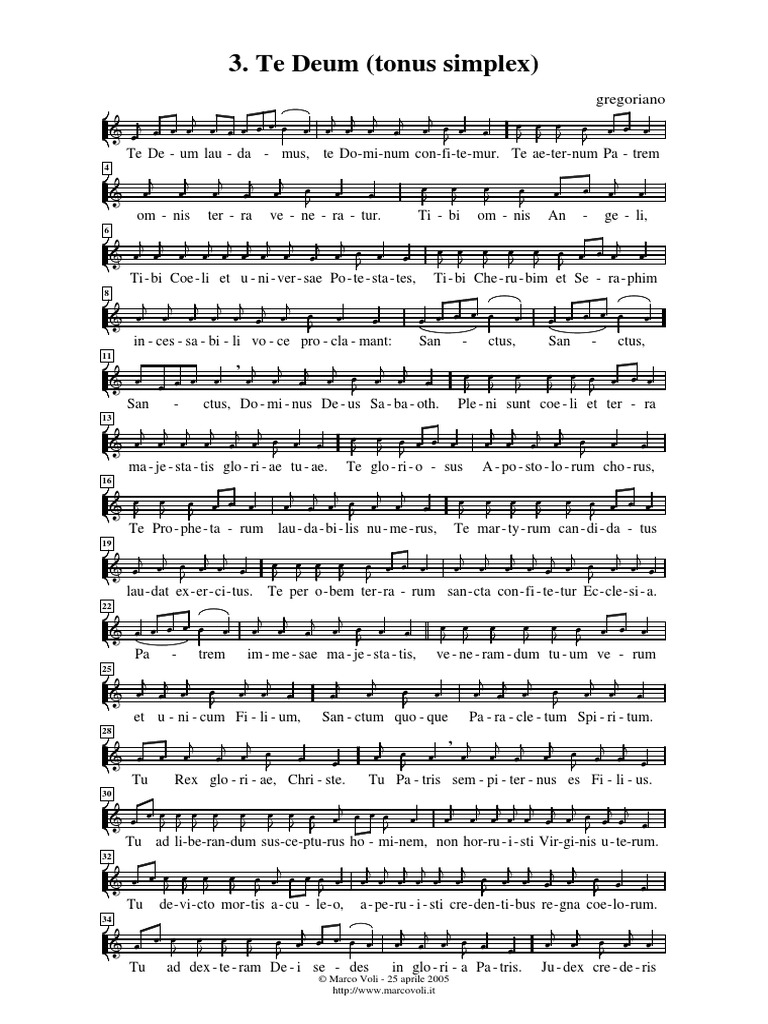 3. Te Deum (tonus simplex)
gregoriano
Te De - um lau - da - mus, te Do-mi-num con-fi-te-mur. Te ae-ter-num Pa - trem
4
om - nis ter - ra ve - ne - ra - tur. Ti - bi om - nis An - ge - li,
6
Ti-bi Coe-li et u-ni-ver-sae Po-te-sta-tes, Ti-bi Che-ru-bim et Se-ra-phim
8
in-ces-sa-bi-li vo-ce pro-cla-mant: San - ctus, San - ctus,
11
San - ctus, Do-mi-nus De-us Sa-ba-oth. Ple-ni sunt coe-li et ter-ra
13
ma-je-sta-tis glo-ri-ae tu-ae. Te glo-ri-o-sus A-po-sto-lo-rum cho-rus,
16
Te Pro-phe-ta-rum lau-da-bi-lis nu-me-rus, Te mar-ty-rum can-di-da-tus
19
lau-dat ex-er-ci-tus. Te per o-bem ter-ra-rum san-cta con-fi-te-tur Ec-cle-si-a.
22
Pa - trem im-me-sae ma-je-sta-tis, ve-ne-ram-dum tu-um ve-rum
25
et u-ni-cum Fi-li-um, San-ctum quo-que Pa-ra-cle-tum Spi-ri-tum.
28
Tu Rex glo-ri-ae, Chri-ste. Tu Pa-tris sem-pi-ter-nus es Fi-li-us.
30
Tu ad li-be-ran-dum sus-cep-tu-rus ho-mi-nem, non hor-ru-i-sti Vir-gi-nis u-te-rum.
32
Tu de-vi-cto mor-tis a-cu-le-o, a-pe-ru-i-sti cre-den-ti-bus re-gna coe-lo-rum.
34
Tu ad dex-te-ram De-i se-des in glo-ri-a Pa-tris. Ju-dex cre-de-ris
© Marco Voli - 25 aprile 2005
http://www.marcovoli.it